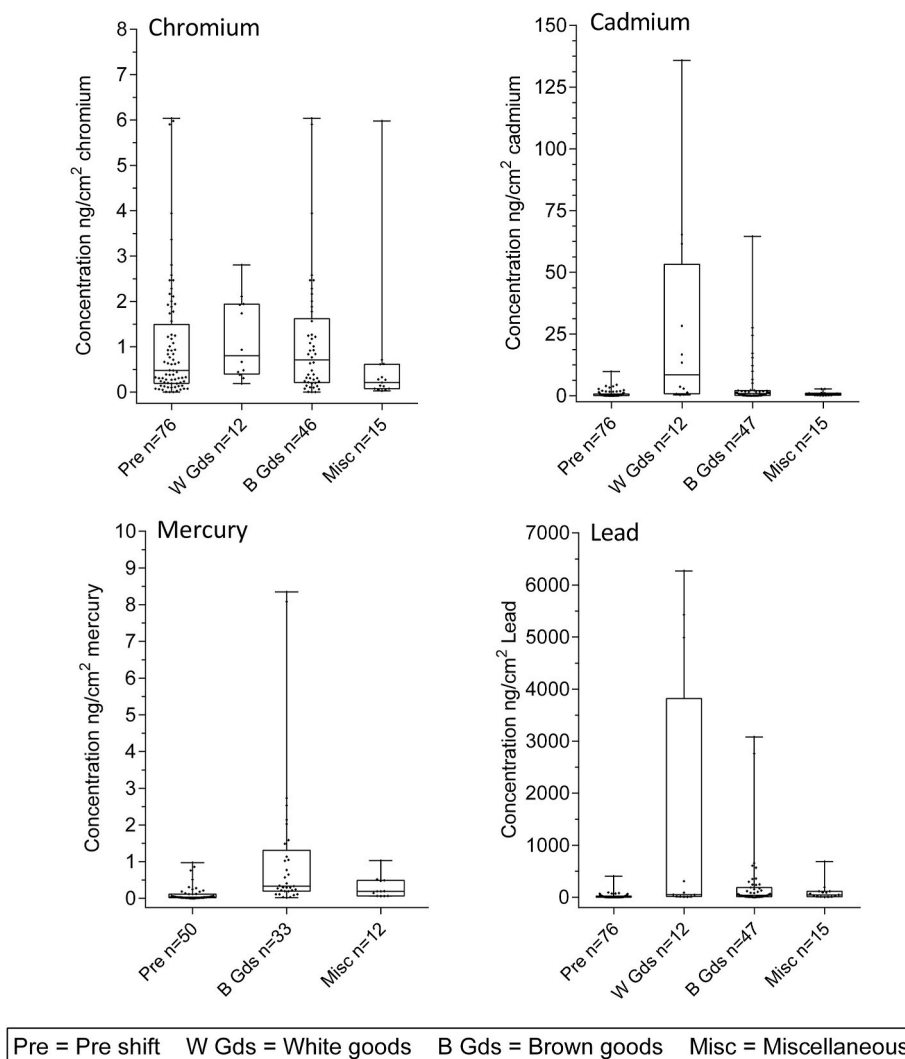 Chromium
Concentration ng/cm² chromium
8
7
6
5
4
3
2
1
0
Pre n=76
W Gds n=12
B Gds n=46
Misc n=15
Cadmium
Concentration ng/cm² cadmium
150
125
100
75
50
25
0
Pre n=76
W Gds n=12
B Gds n=47
Misc n=15
Mercury
Concentration ng/cm² mercury
10
9
8
7
6
5
4
3
2
1
0
Pre n=50
B Gds n=33
Misc n=12
Lead
Concentration ng/cm² Lead
7000
6000
5000
4000
3000
2000
1000
0
Pre n=76
W Gds n=12
B Gds n=47
Misc n=15
Pre = Pre shift W Gds = White goods B Gds = Brown goods Misc = Miscellaneous